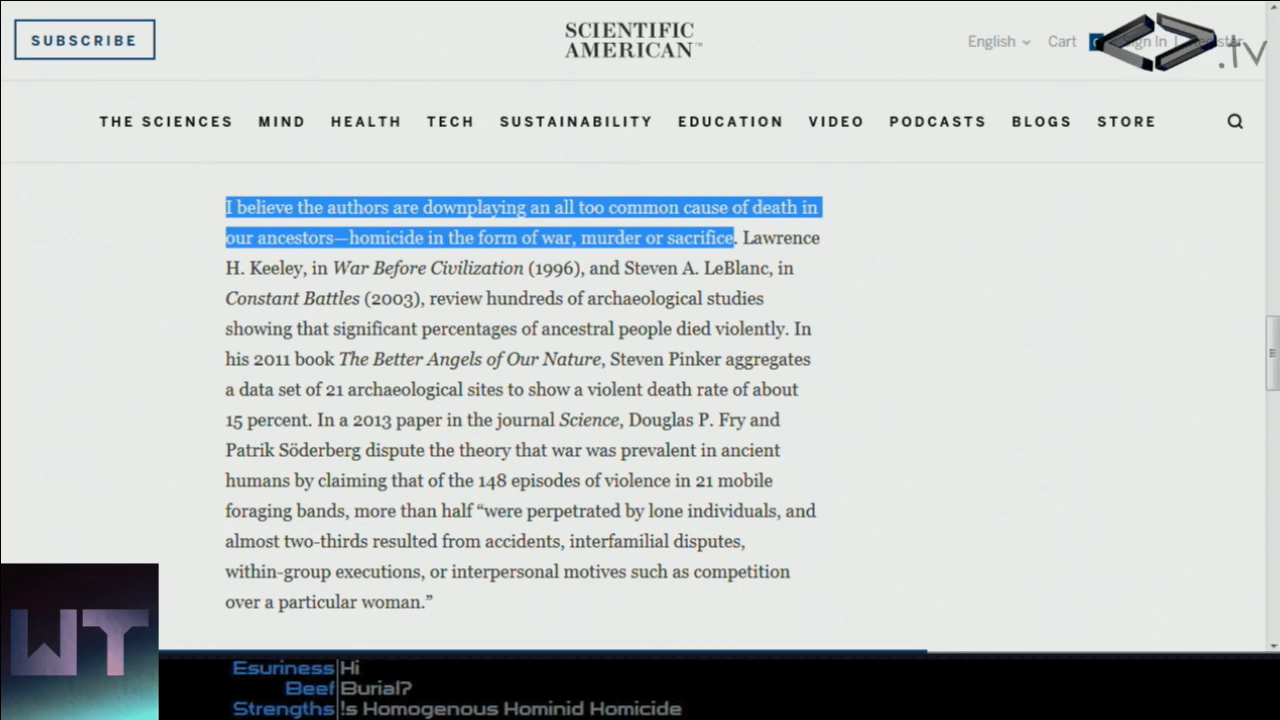 SUBSCRIBE
SCIENTIFIC
AMERICAN™
English
Cart
Sign In |
.tv
THE SCIENCES MIND HEALTH TECH SUSTAINABILITY EDUCATION VIDEO PODCASTS BLOGS STORE
I believe the authors are downplaying an all too common cause of death in
our ancestors—homicide in the form of war, murder or sacrifice. Lawrence
H. Keeley, in War Before Civilization (1996), and Steven A. LeBlanc, in
Constant Battles (2003), review hundreds of archaeological studies
showing that significant percentages of ancestral people died violently. In
his 2011 book The Better Angels of Our Nature, Steven Pinker aggregates
a data set of 21 archaeological sites to show a violent death rate of about
15 percent. In a 2013 paper in the journal Science, Douglas P. Fry and
Patrik Söderberg dispute the theory that war was prevalent in ancient
humans by claiming that of the 148 episodes of violence in 21 mobile
foraging bands, more than half “were perpetrated by lone individuals, and
almost two-thirds resulted from accidents, interfamilial disputes,
within-group executions, or interpersonal motives such as competition
over a particular woman.”
WT
Esuriness Hi
Beef Burial?
Strengths !s Homogenous Hominid Homicide